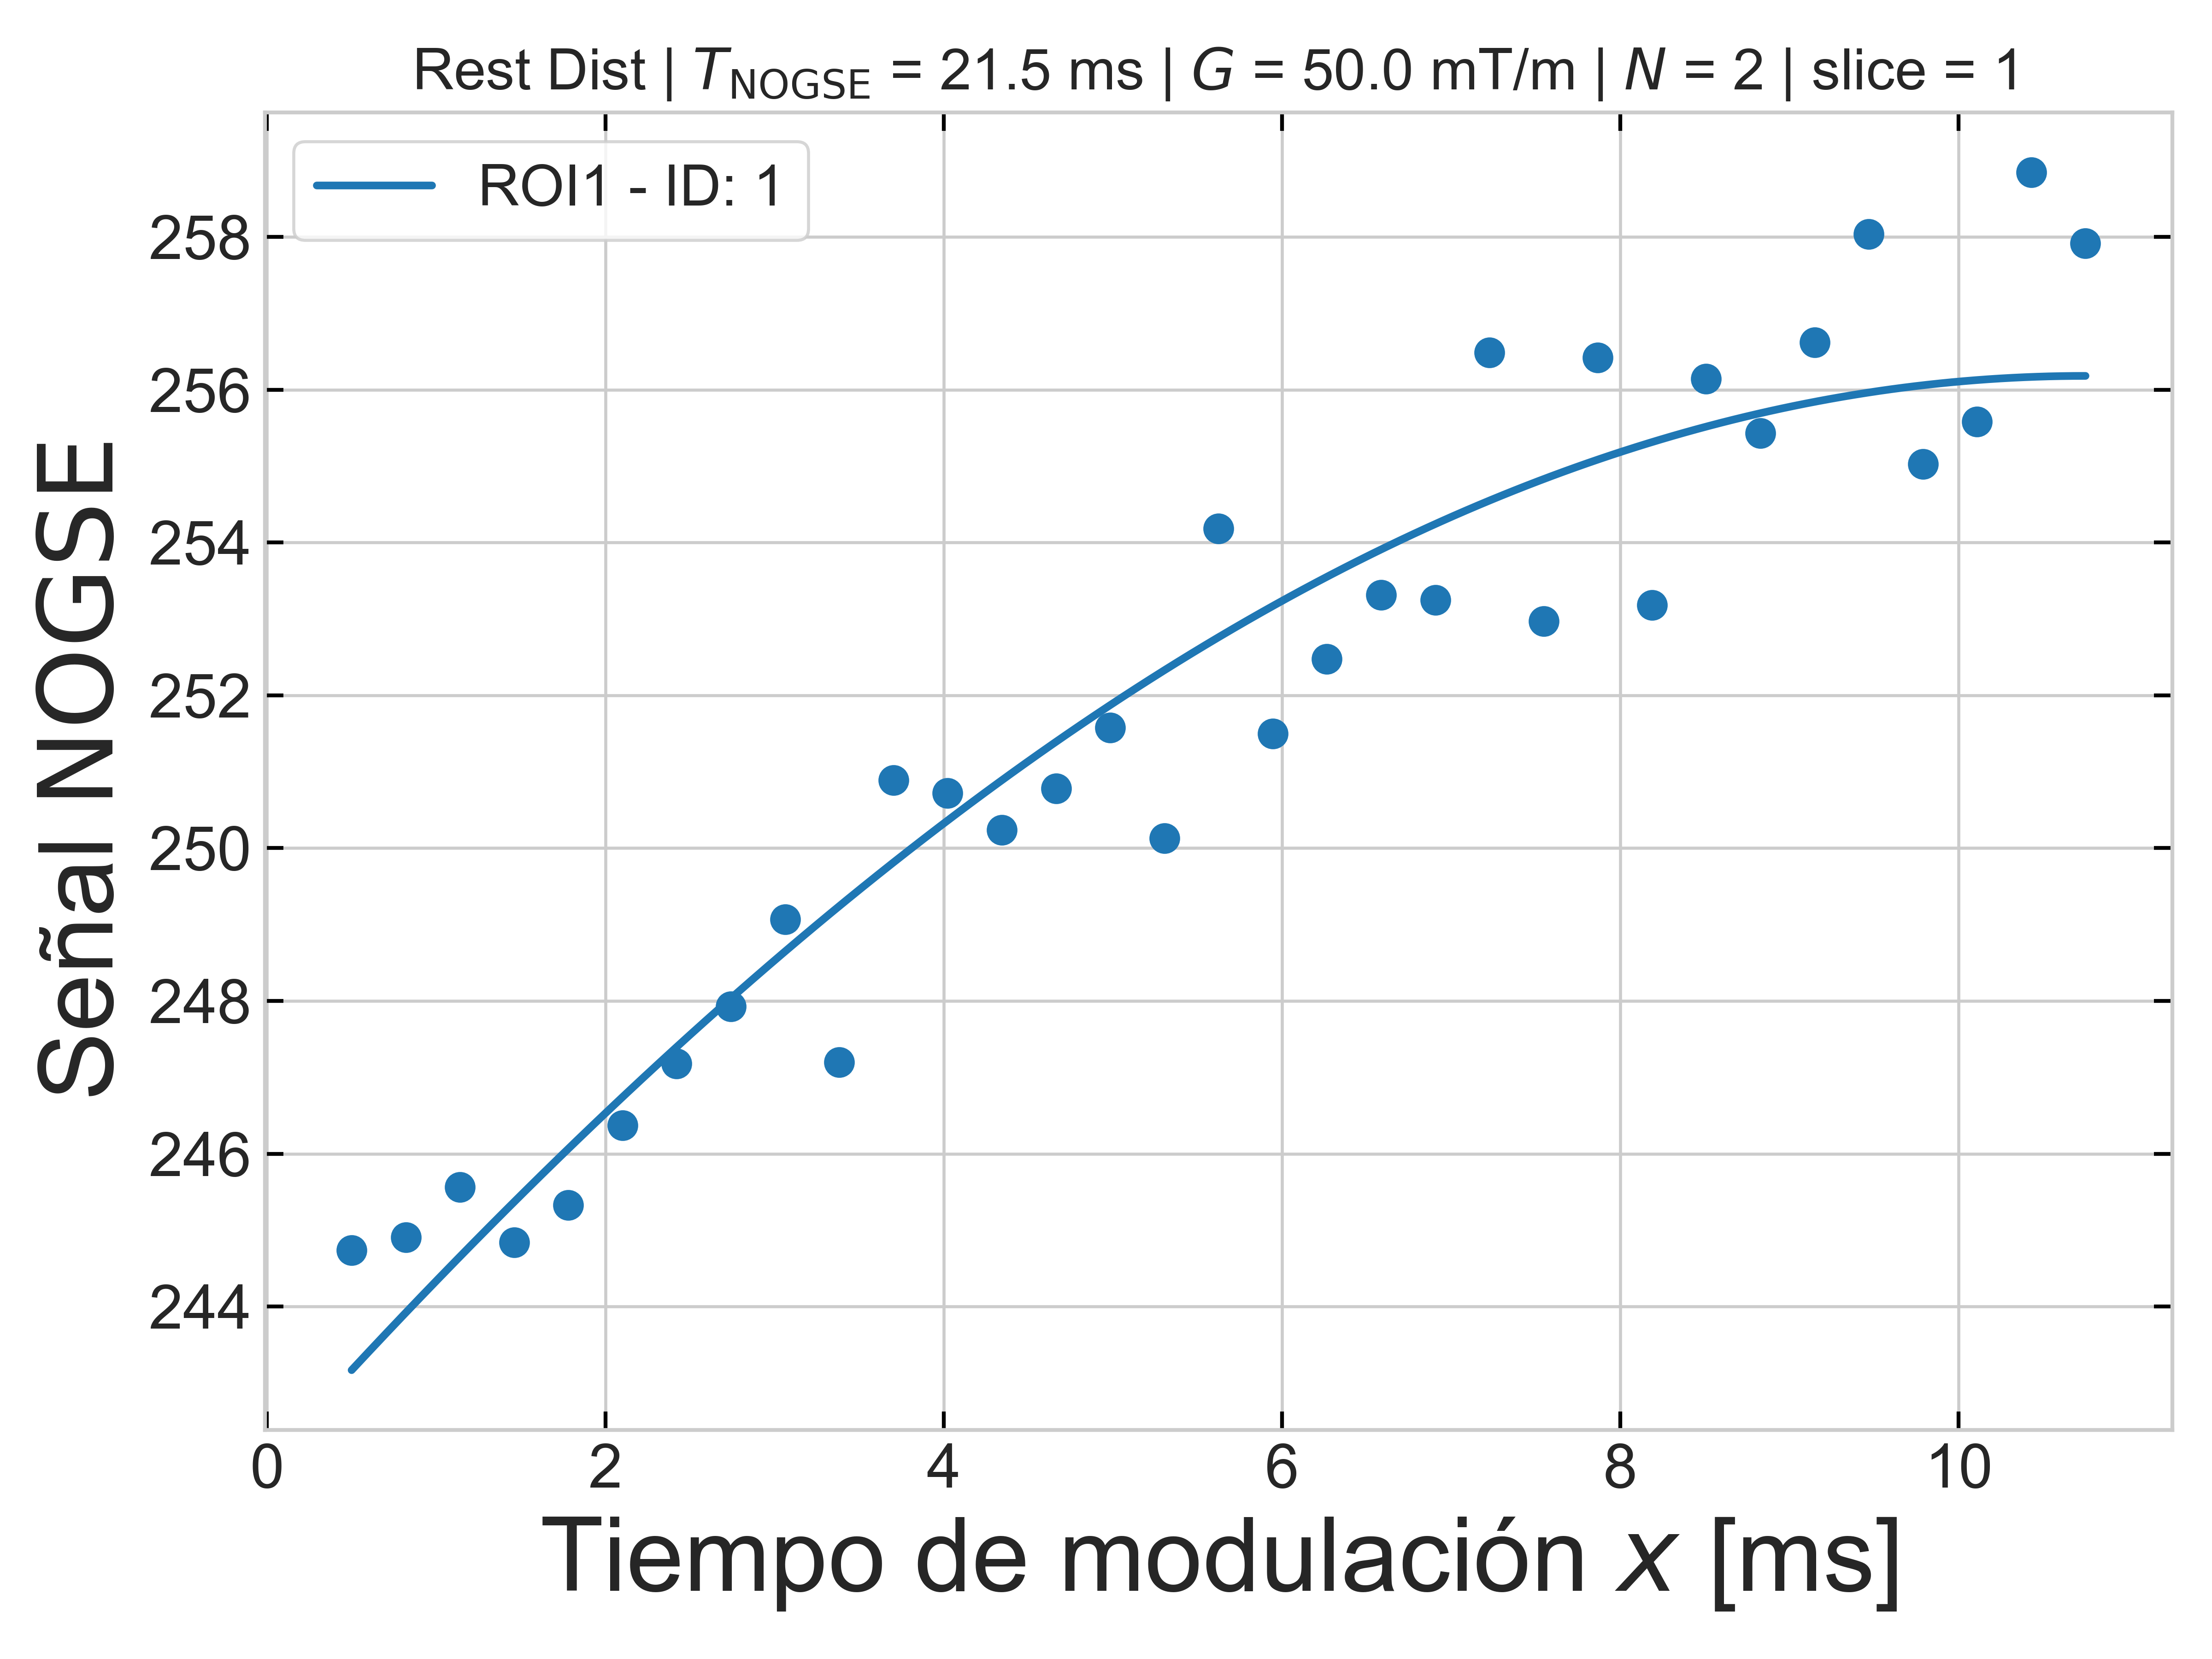 Rest Dist | T_NOGSE = 21.5 ms | G = 50.0 mT/m | N = 2 | slice = 1
ROI1 - ID: 1
258
256
254
252
250
248
246
244
Señal NOGSE
0 2 4 6 8 10
Tiempo de modulación x [ms]